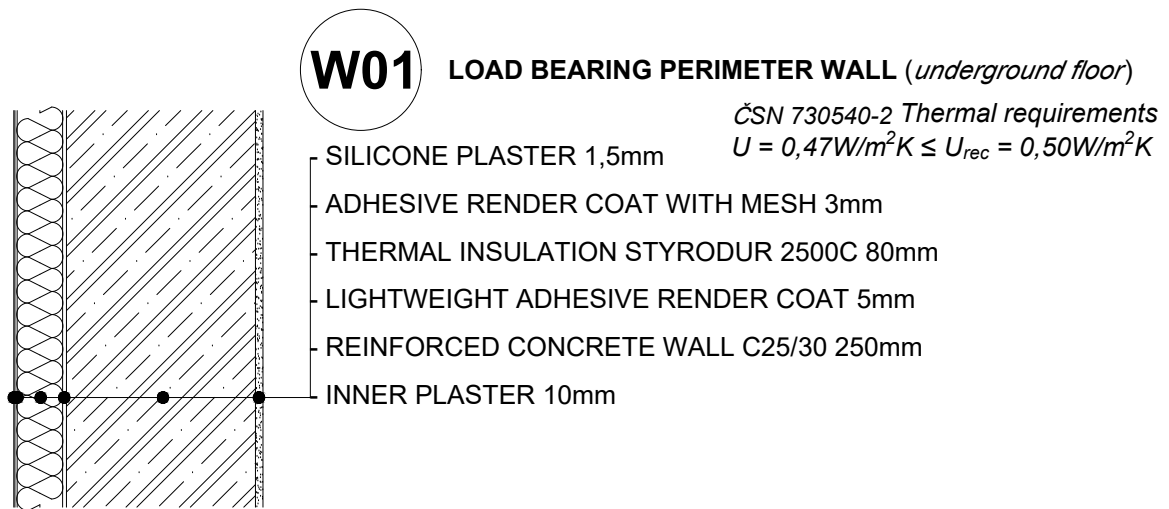 W01 LOAD BEARING PERIMETER WALL (underground floor)
ČSN 730540-2 Thermal requirements
U = 0,47W/m²K ≤ U_rec = 0,50W/m²K
SILICONE PLASTER 1,5mm
ADHESIVE RENDER COAT WITH MESH 3mm
THERMAL INSULATION STYRODUR 2500C 80mm
LIGHTWEIGHT ADHESIVE RENDER COAT 5mm
REINFORCED CONCRETE WALL C25/30 250mm
INNER PLASTER 10mm